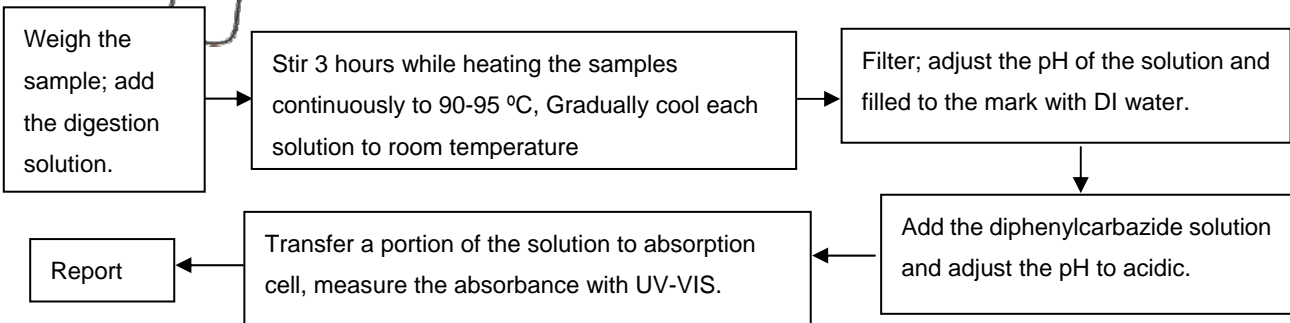 Weigh the
sample; add
the digestion
solution.
Stir 3 hours while heating the samples
continuously to 90-95 ºC, Gradually cool each
solution to room temperature
Filter; adjust the pH of the solution and
filled to the mark with DI water.
Add the diphenylcarbazide solution
and adjust the pH to acidic.
Transfer a portion of the solution to absorption
cell, measure the absorbance with UV-VIS.
Report